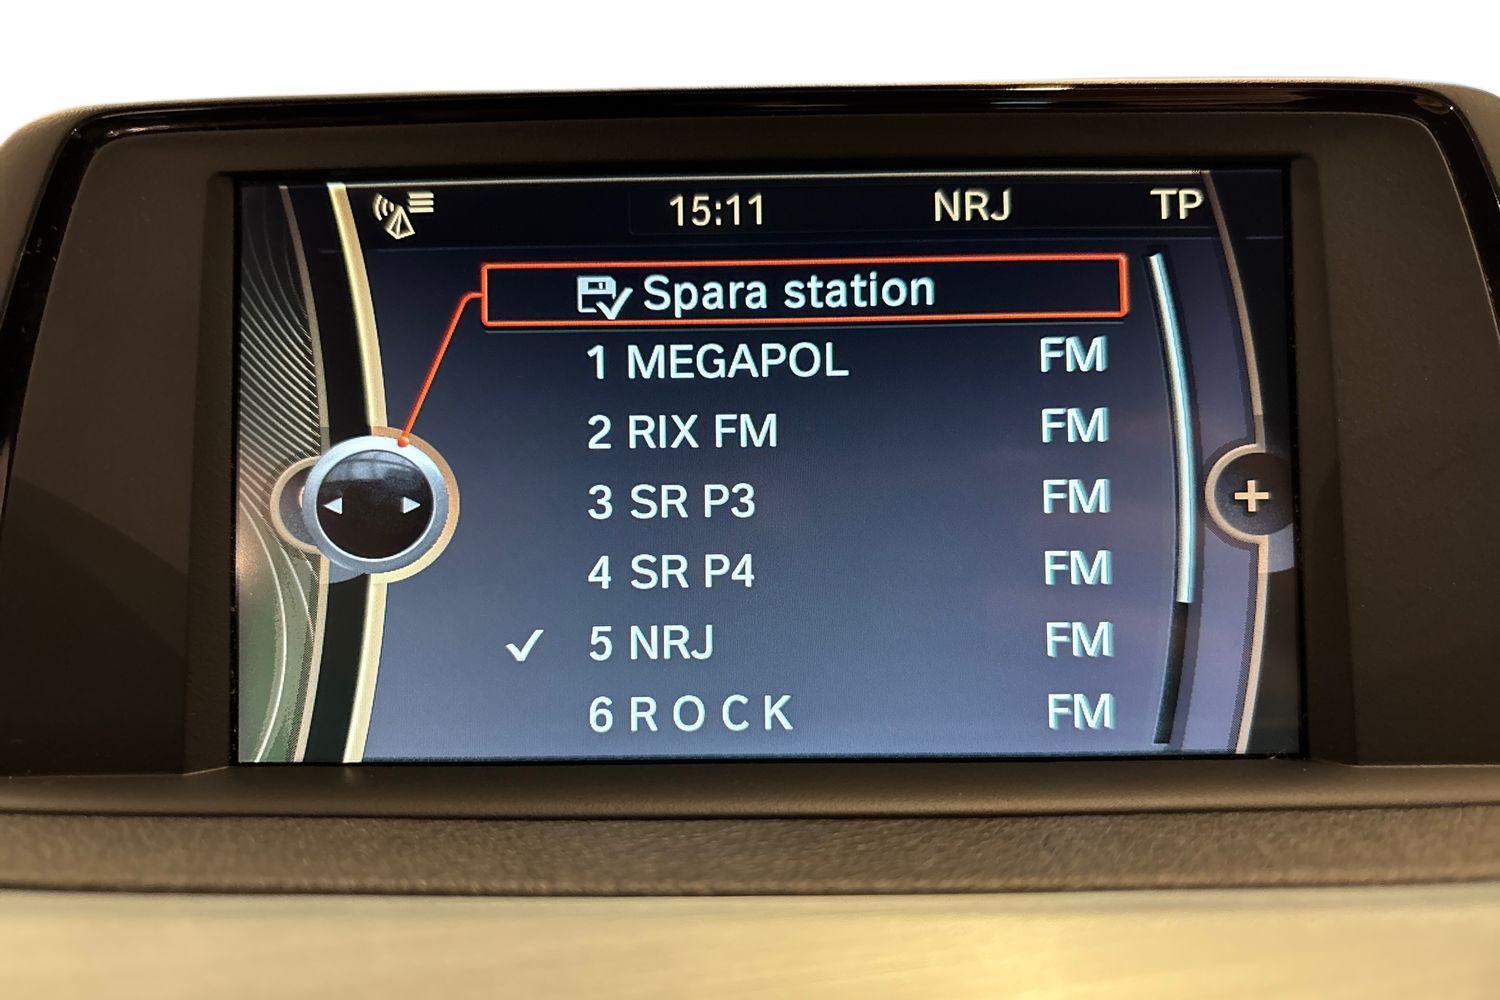 15:11 NRJ TP
Spara station
1 MEGAPOL FM
2 RIX FM FM
3 SR P3 FM
4 SR P4 FM
5 NRJ FM
6 R O C K FM